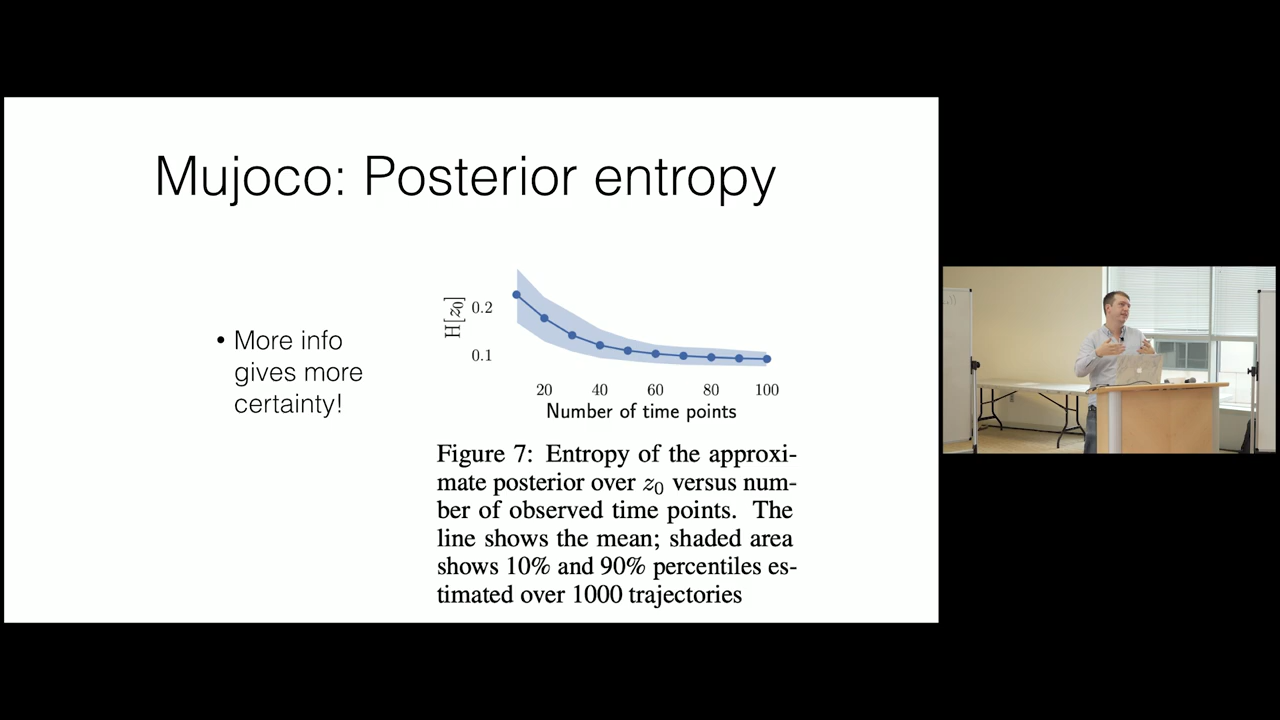 Mujoco: Posterior entropy
• More info
gives more
certainty!
H[z₀]
0.2
0.1
20 40 60 80 100
Number of time points
Figure 7: Entropy of the approxi-
mate posterior over z₀ versus num-
ber of observed time points. The
line shows the mean; shaded area
shows 10% and 90% percentiles es-
timated over 1000 trajectories